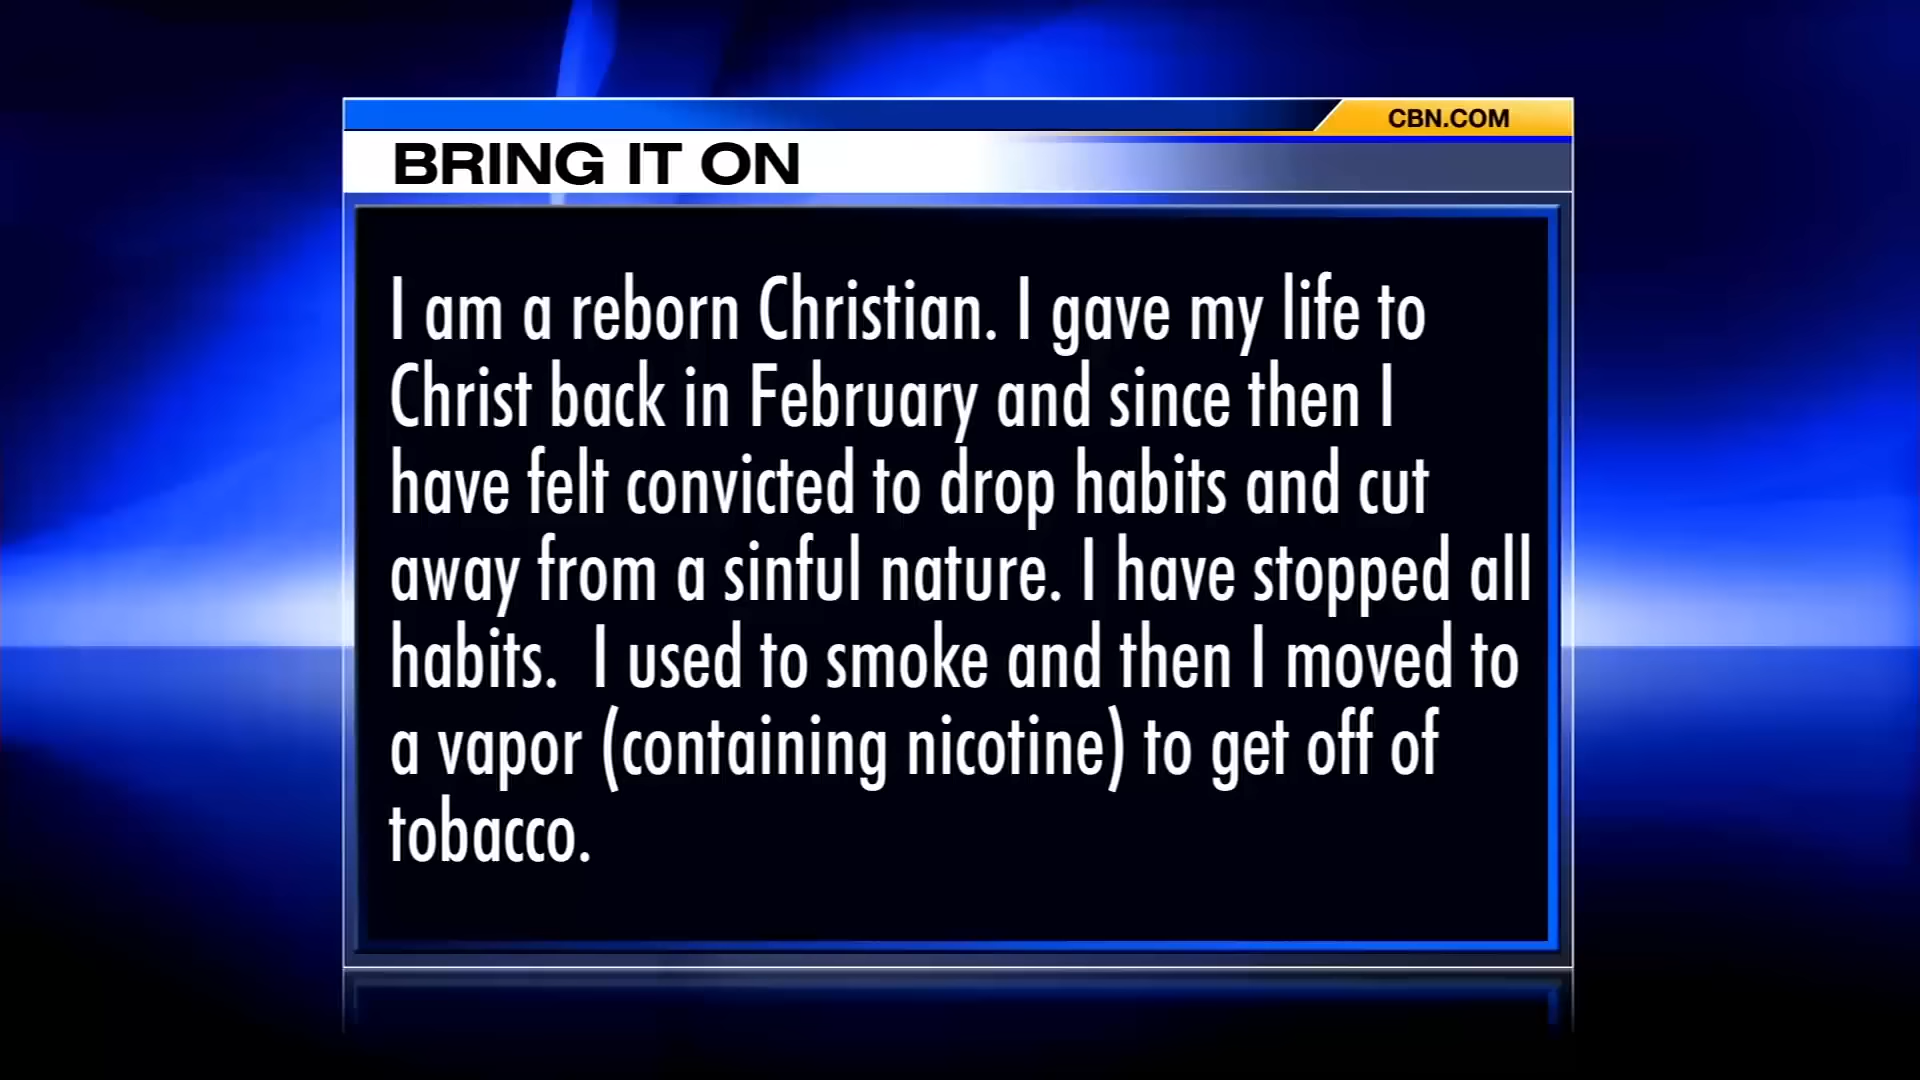 CBN.COM
BRING IT ON
I am a reborn Christian. I gave my life to
Christ back in February and since then I
have felt convicted to drop habits and cut
away from a sinful nature. I have stopped all
habits.  I used to smoke and then I moved to
a vapor (containing nicotine) to get off of
tobacco.